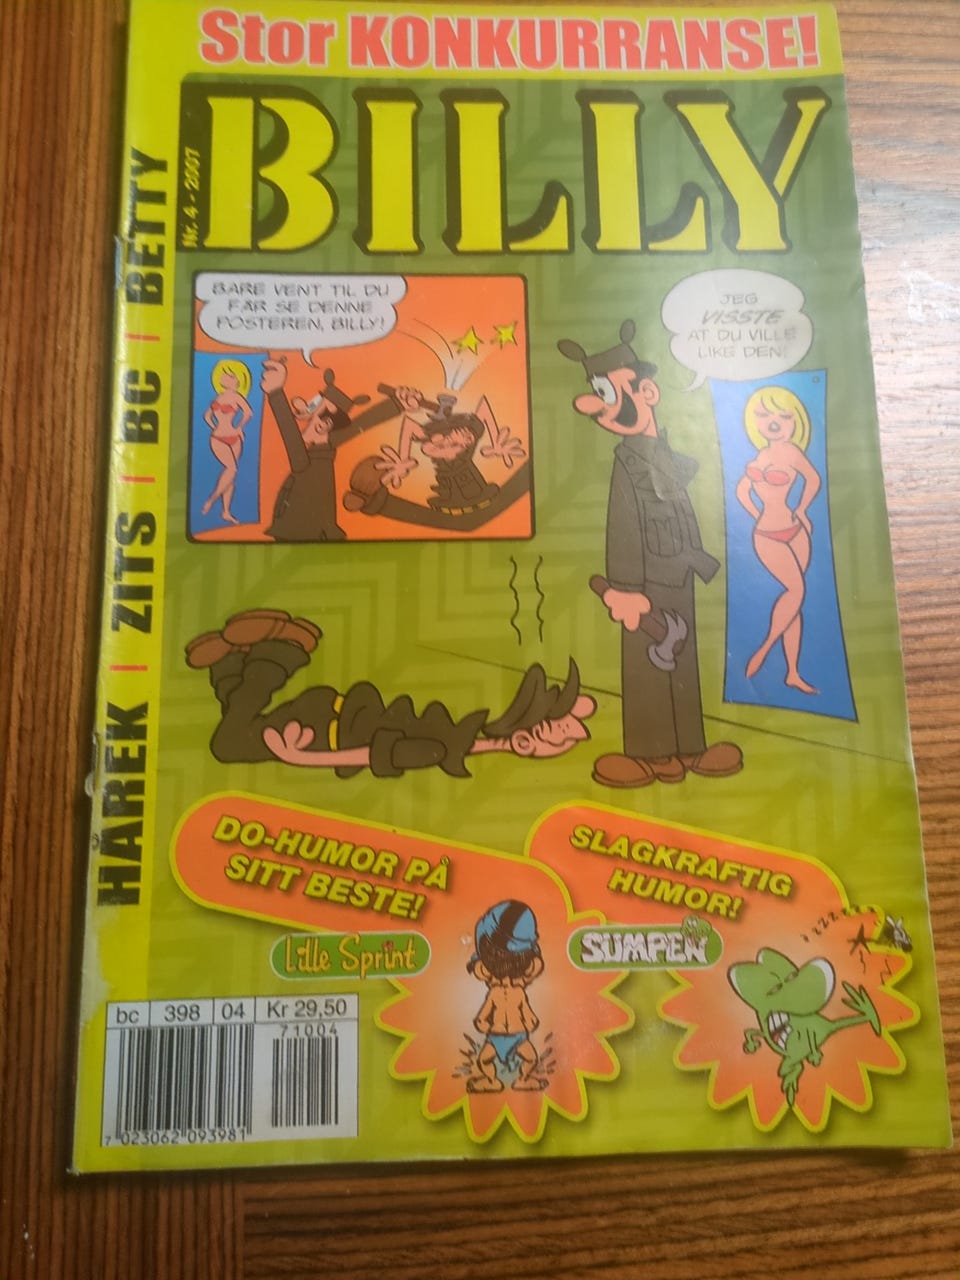 Stor KONKURRANSE!
BILLY
Nr. 4 - 2007
HÅREK | ZITS | BC | BETTY
BARE VENT TIL DU
FÅR SE DENNE
POSTEREN, BILLY!
JEG
VISSTE
AT DU VILLE
LIKE DEN!
DO-HUMOR PÅ
SITT BESTE!
Lille Sprint
SLAGKRAFTIG
HUMOR!
SUMPEN
ZZZZ
bc 398 04 Kr 29,50
71004
7 023062 093981